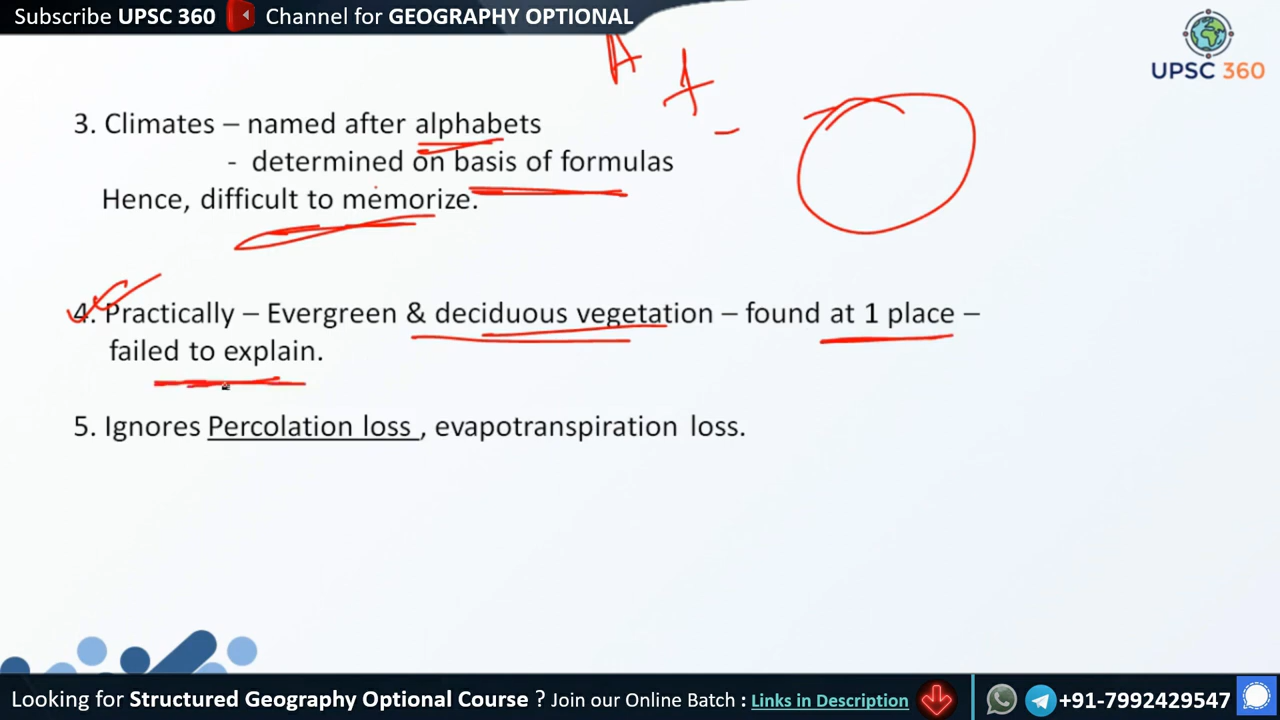 Subscribe UPSC 360 Channel for GEOGRAPHY OPTIONAL
UPSC 360
A
3. Climates – named after alphabets
- determined on basis of formulas
Hence, difficult to memorize.
4. Practically – Evergreen & deciduous vegetation – found at 1 place –
failed to explain.
5. Ignores Percolation loss , evapotranspiration loss.
Looking for Structured Geography Optional Course ? Join our Online Batch : Links in Description +91-7992429547